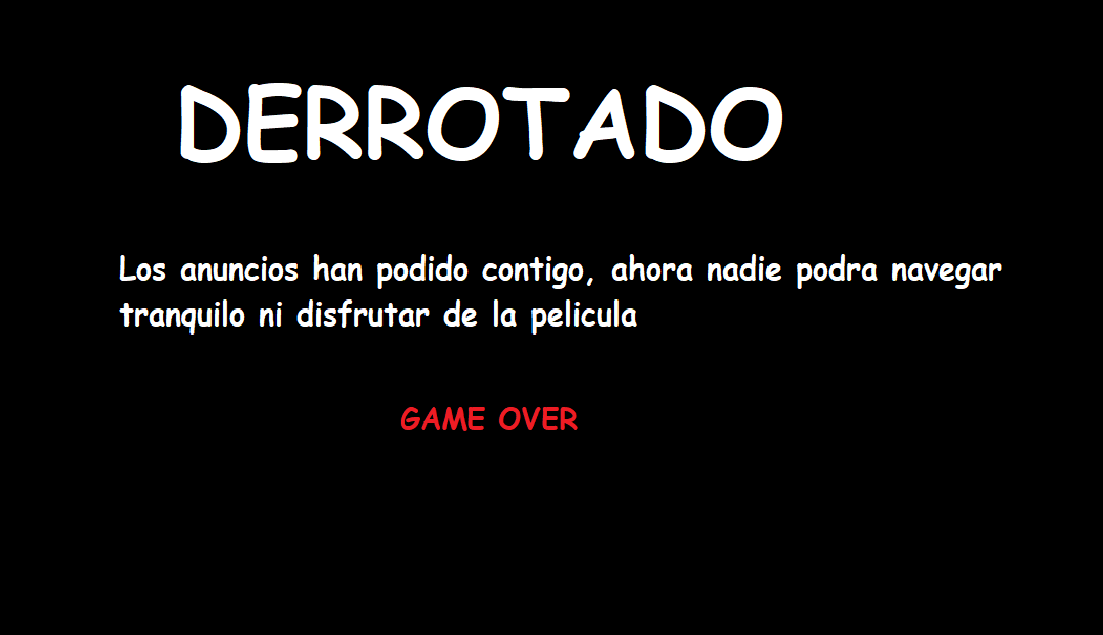 DERROTADO
Los anuncios han podido contigo, ahora nadie podra navegar
tranquilo ni disfrutar de la pelicula
GAME OVER